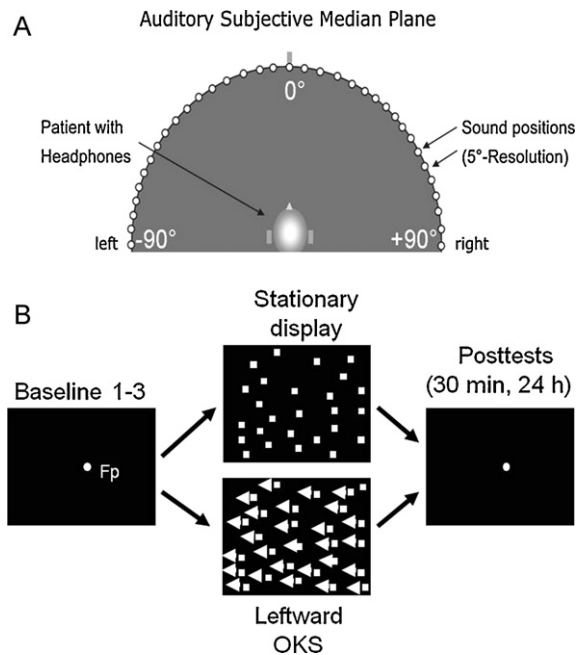 A
Auditory Subjective Median Plane
0°
Patient with
Headphones
Sound positions
(5°-Resolution)
left
-90°
+90°
right
B
Stationary
display
Baseline 1-3
Posttests
(30 min, 24 h)
Fp
Leftward
OKS